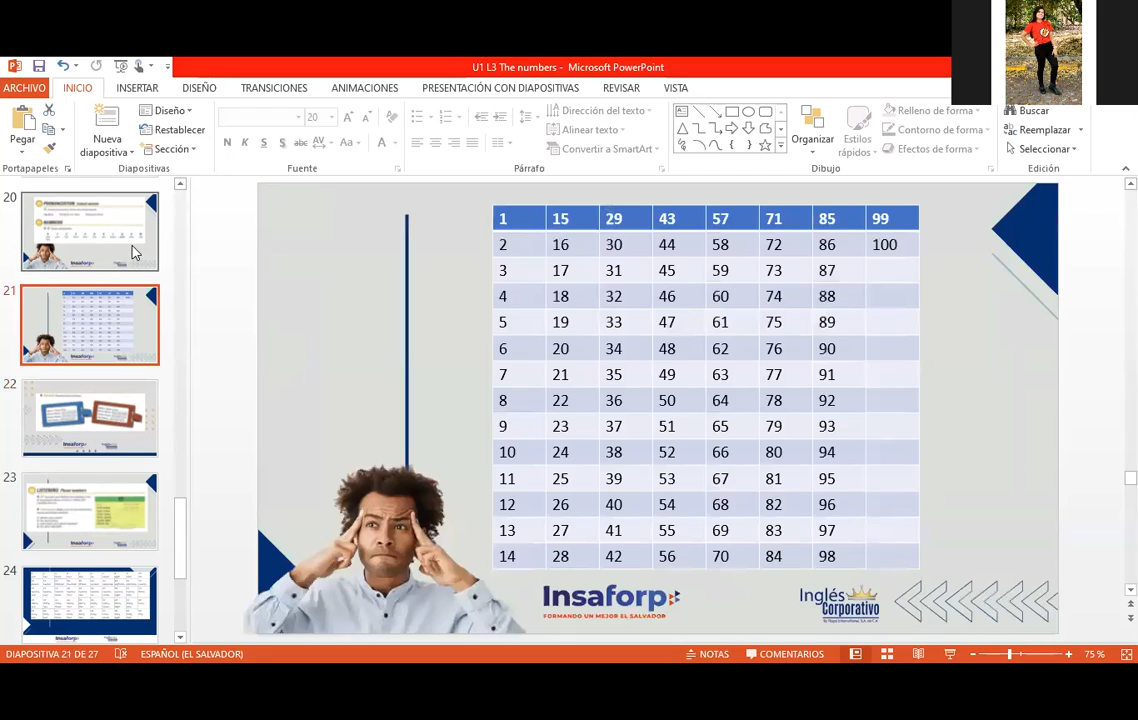 U1 L3 The numbers - Microsoft PowerPoint
ARCHIVO INICIO INSERTAR DISEÑO TRANSICIONES ANIMACIONES PRESENTACIÓN CON DIAPOSITIVAS REVISAR VISTA
Pegar
Portapapeles
Nueva
diapositiva
Diseño
Restablecer
Sección
Diapositivas
20
N K S S abc AV Aa A
Fuente
Dirección del texto
Alinear texto
Convertir a SmartArt
Párrafo
Organizar
Estilos
rápidos
Relleno de forma
Contorno de forma
Efectos de forma
Dibujo
Buscar
Reemplazar
Seleccionar
Edición
20
21
22
23
24
1 15 29 43 57 71 85 99
2 16 30 44 58 72 86 100
3 17 31 45 59 73 87
4 18 32 46 60 74 88
5 19 33 47 61 75 89
6 20 34 48 62 76 90
7 21 35 49 63 77 91
8 22 36 50 64 78 92
9 23 37 51 65 79 93
10 24 38 52 66 80 94
11 25 39 53 67 81 95
12 26 40 54 68 82 96
13 27 41 55 69 83 97
14 28 42 56 70 84 98
Insaforp
FORMANDO UN MEJOR EL SALVADOR
Inglés
Corporativo
DIAPOSITIVA 21 DE 27 ESPAÑOL (EL SALVADOR) NOTAS COMENTARIOS 75 %